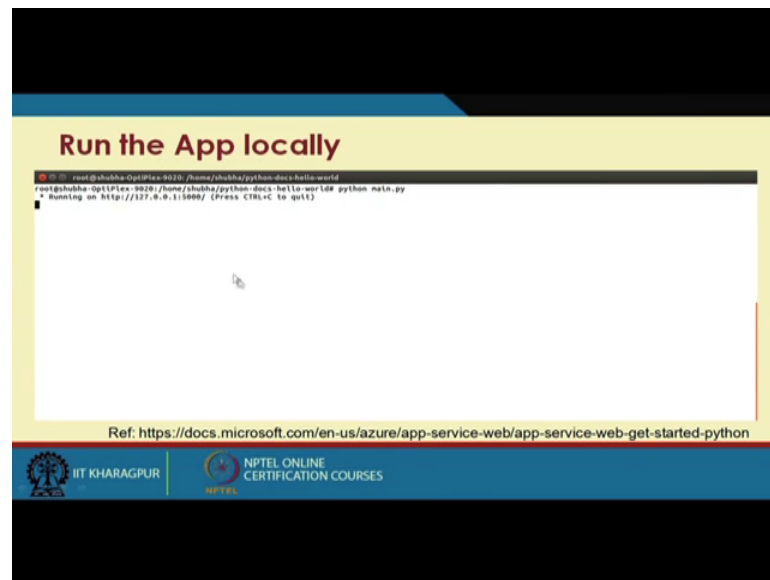 Run the App locally
root@shubha-OptiPlex-9020: /home/shubha/python-docs-hello-world
root@shubha-OptiPlex-9020:/home/shubha/python-docs-hello-world# python main.py
* Running on http://127.0.0.1:5000/ (Press CTRL+C to quit)
Ref: https://docs.microsoft.com/en-us/azure/app-service-web/app-service-web-get-started-python
IIT KHARAGPUR
NPTEL ONLINE
CERTIFICATION COURSES
NPTEL